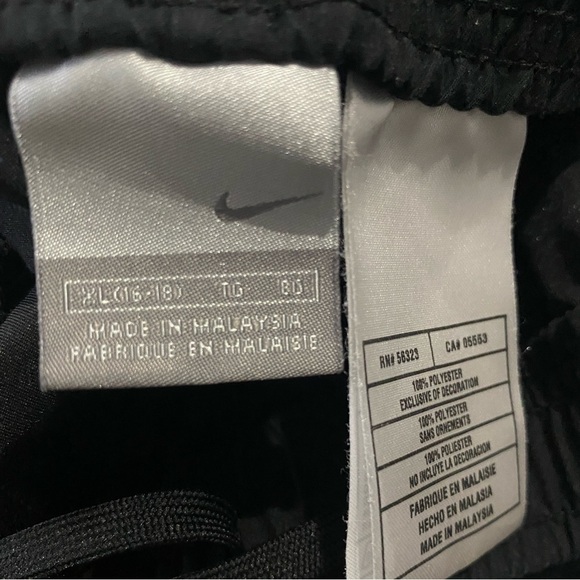 XL(16-18) TG EG
MADE IN MALAYSIA
FABRIQUE EN MALAISIE
RN# 56323 CA# 05553
100% POLYESTER
EXCLUSIVE OF DECORATION
100% POLYESTER
SANS ORNEMENTS
100% POLIESTER
NO INCLUYE LA DECORACION
FABRIQUE EN MALAISIE
HECHO EN MALASIA
MADE IN MALAYSIA